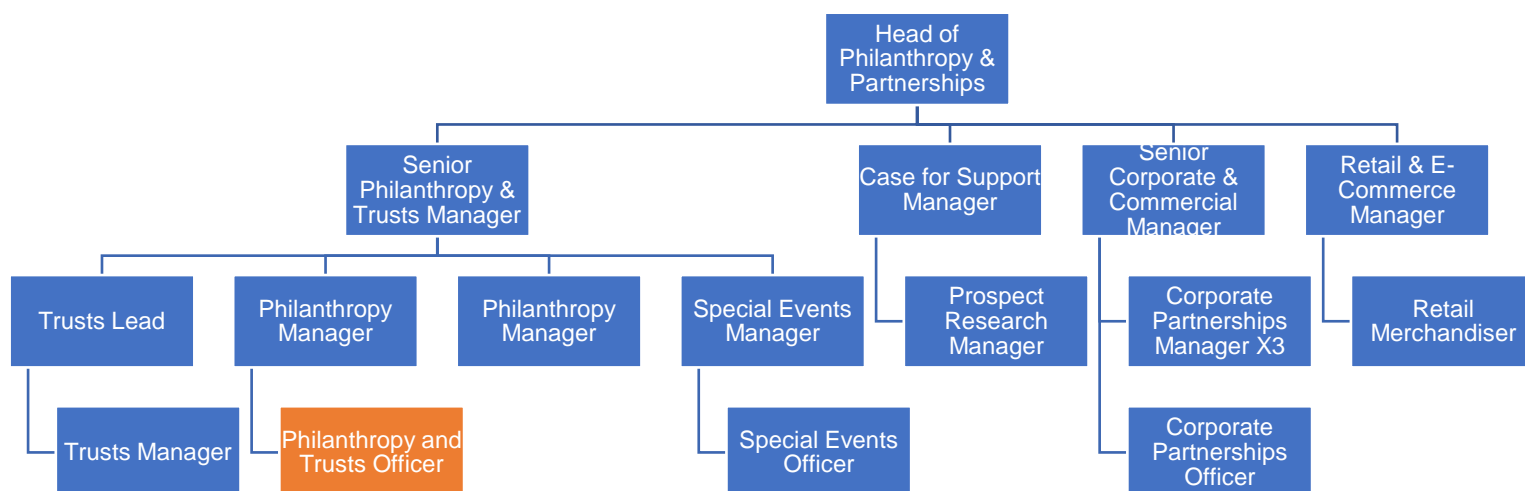 Head of
Philanthropy &
Partnerships
Senior
Philanthropy &
Trusts Manager
Case for Support
Manager
Senior
Corporate &
Commercial
Manager
Retail & E-
Commerce
Manager
Trusts Lead
Philanthropy
Manager
Philanthropy
Manager
Special Events
Manager
Prospect
Research
Manager
Corporate
Partnerships
Manager X3
Retail
Merchandiser
Trusts Manager
Philanthropy and
Trusts Officer
Special Events
Officer
Corporate
Partnerships
Officer